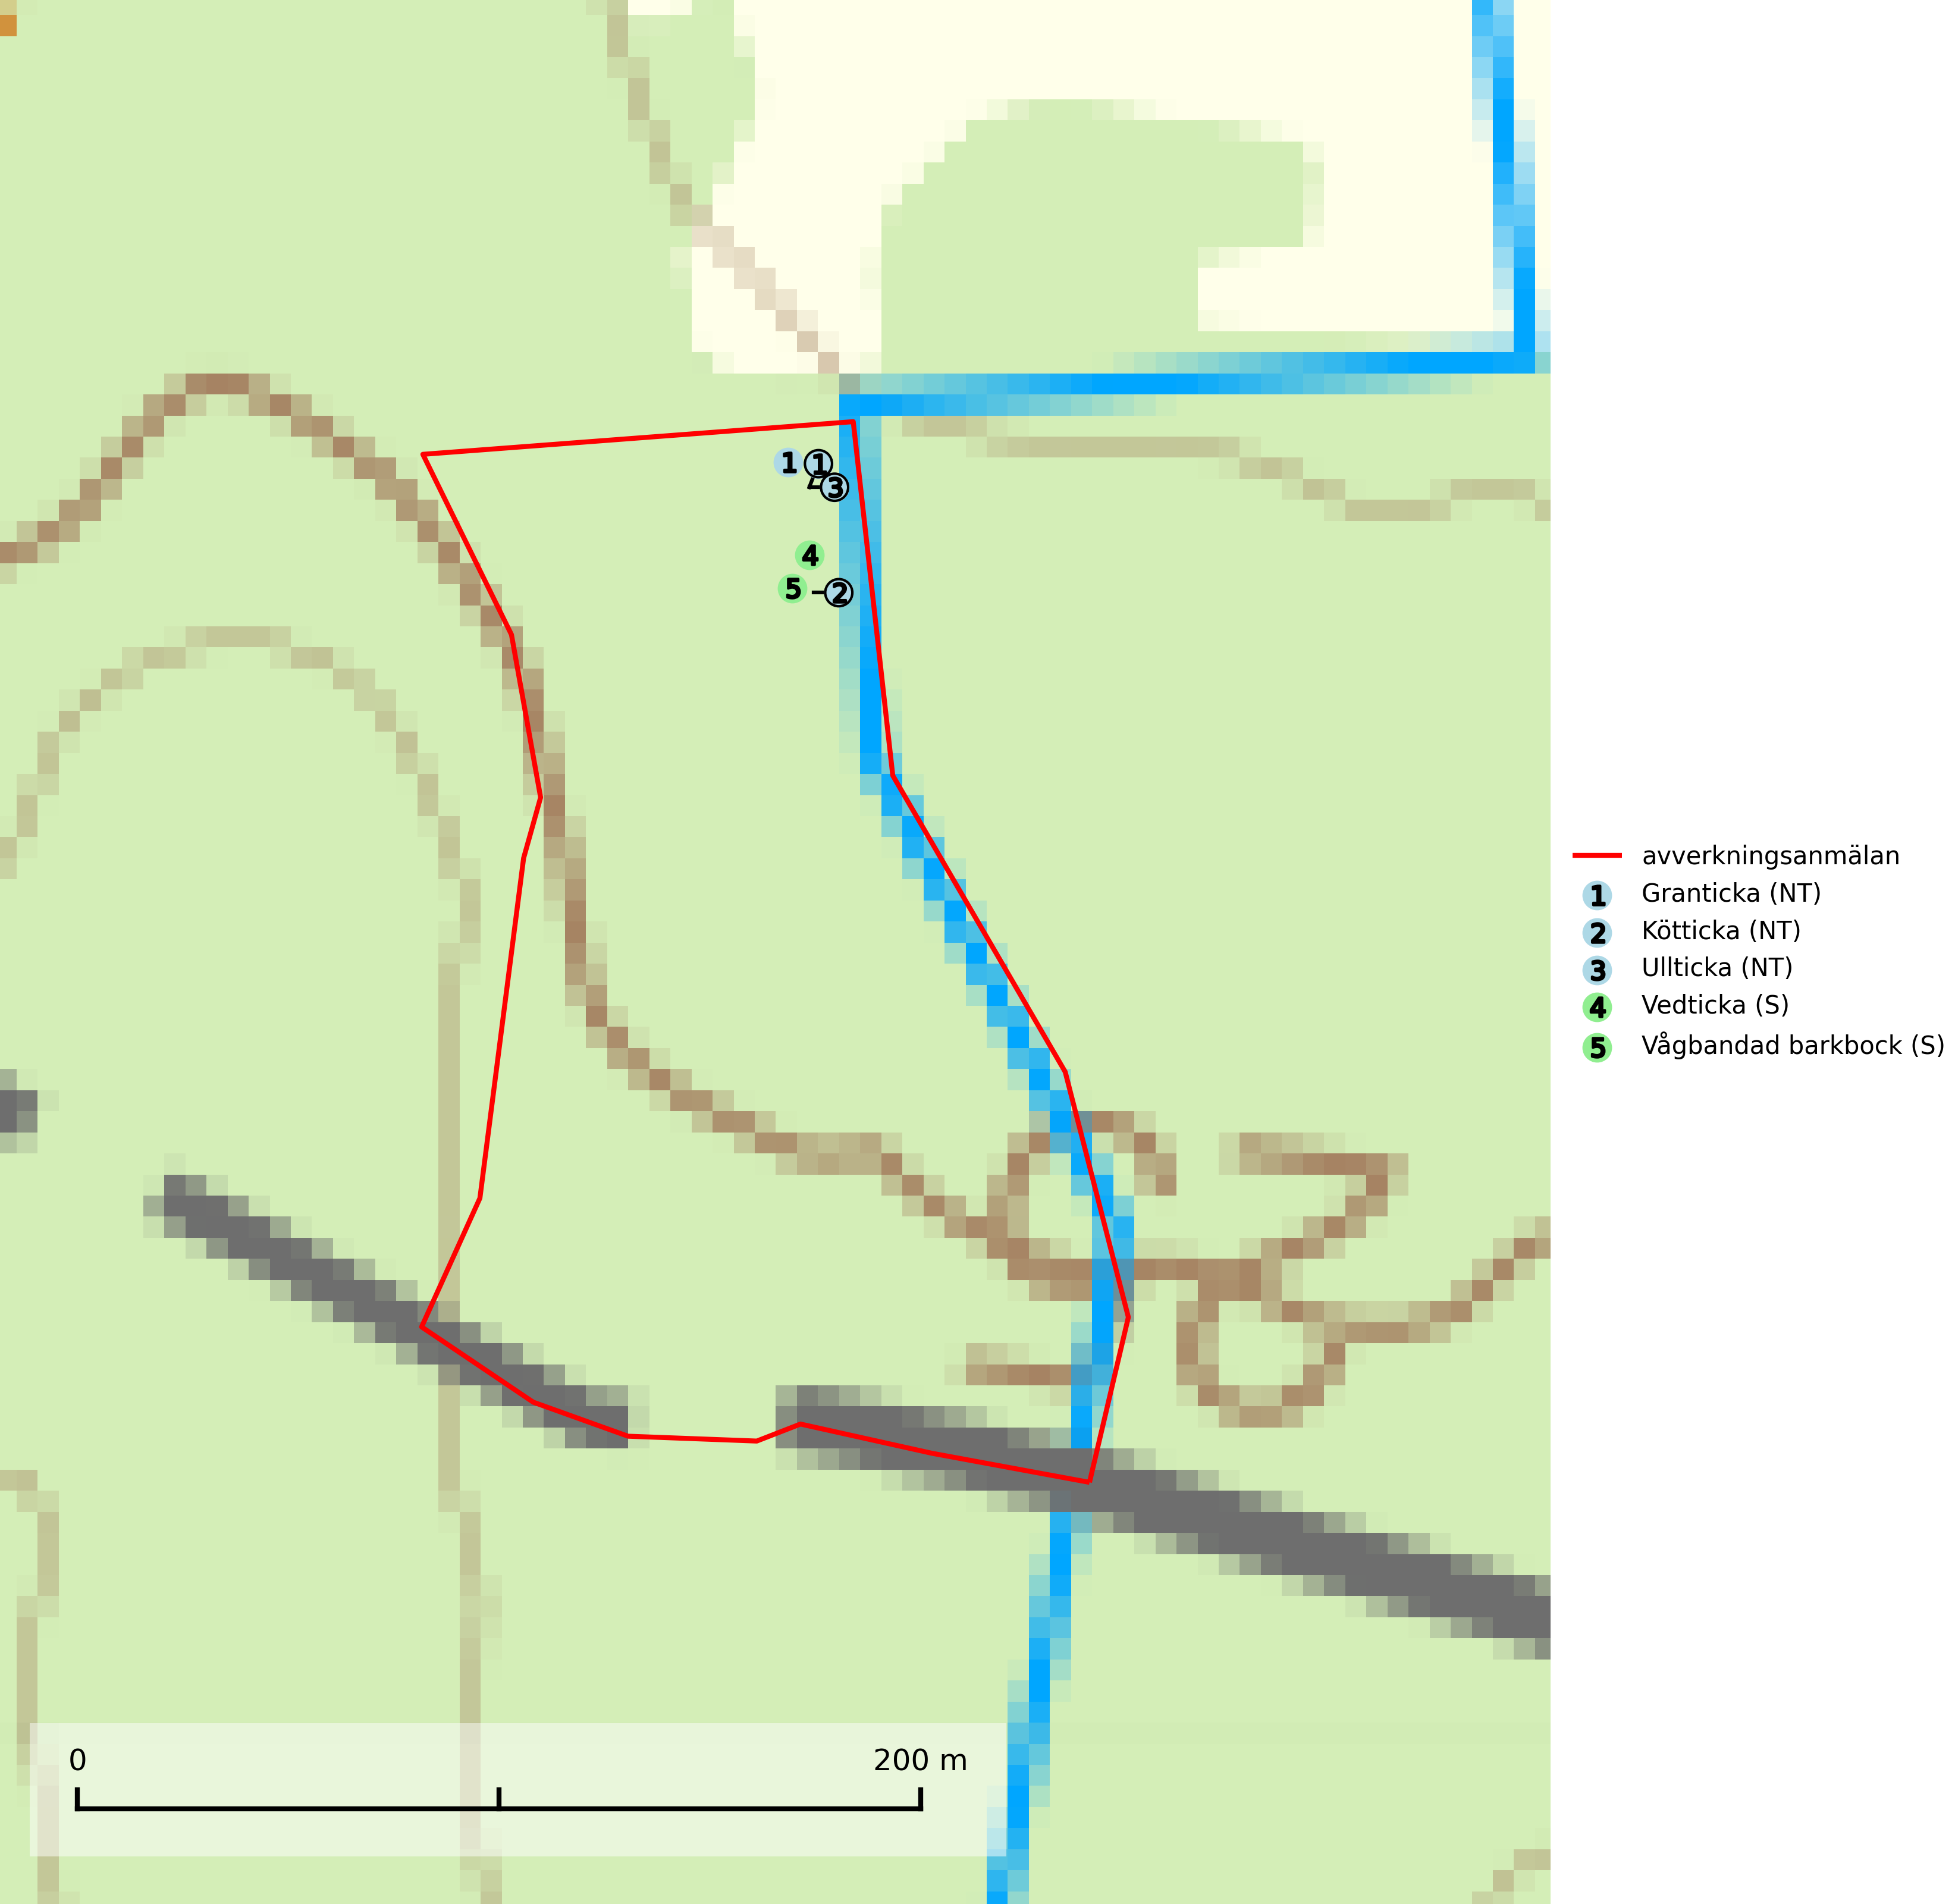 1 1
3
4
5 2
avverkningsanmälan
1 Granticka (NT)
2 Kötticka (NT)
3 Ullticka (NT)
4 Vedticka (S)
5 Vågbandad barkbock (S)
0 200 m